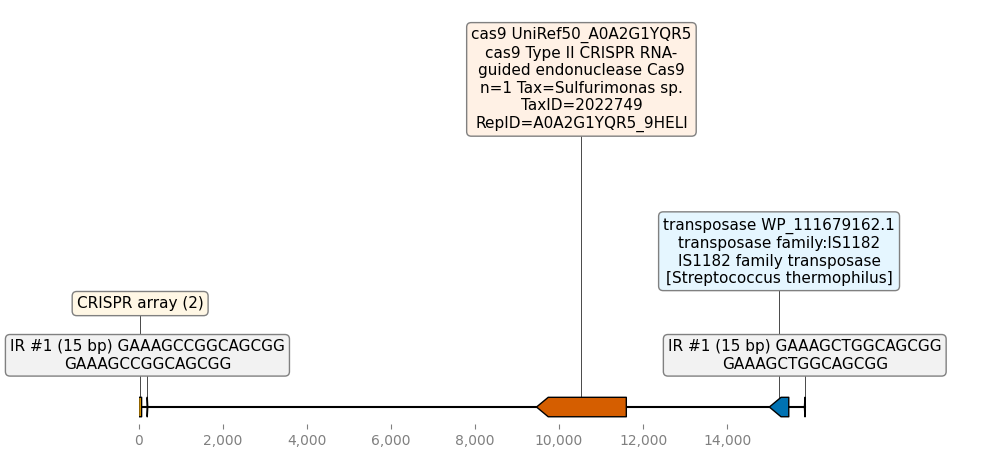 cas9 UniRef50_A0A2G1YQR5
cas9 Type II CRISPR RNA-
guided endonuclease Cas9
n=1 Tax=Sulfurimonas sp.
TaxID=2022749
RepID=A0A2G1YQR5_9HELI
transposase WP_111679162.1
transposase family:IS1182
IS1182 family transposase
[Streptococcus thermophilus]
CRISPR array (2)
IR #1 (15 bp) GAAAGCCGGCAGCGG
GAAAGCCGGCAGCGG
IR #1 (15 bp) GAAAGCTGGCAGCGG
GAAAGCTGGCAGCGG
0 2,000 4,000 6,000 8,000 10,000 12,000 14,000